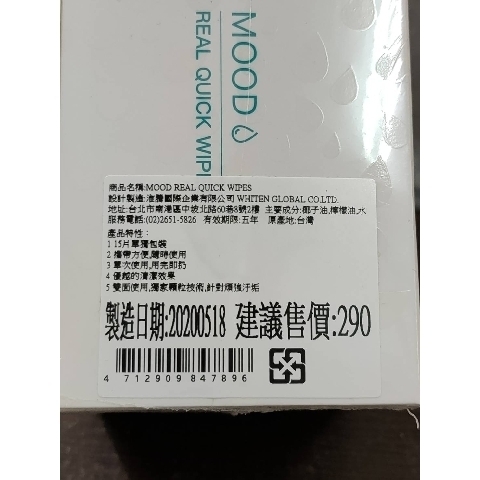 MOOD
REAL QUICK WIPE
商品名稱:MOOD REAL QUICK WIPES
設計製造:淮騰國際企業有限公司 WHITEN GLOBAL CO.LTD.
地址:台北市南港區中坡北路60巷8號2樓 主要成分:椰子油,檸檬油,水
服務電話:(02)2651-5826 有效期限:五年 原產地:台灣
產品特性:
1 15片單獨包裝
2 攜帶方便,隨時使用
3 單次使用,用完即扔
4 優越的清潔效果
5 雙面使用,獨家顆粒技術,針對頑強汙垢
製造日期:20200518 建議售價:290
4 712909 847896